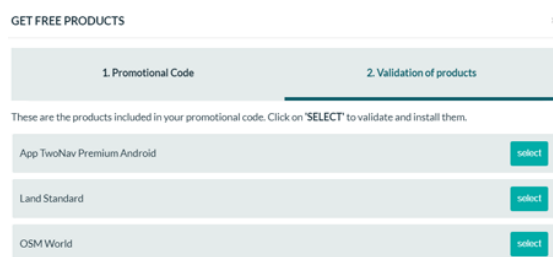 GET FREE PRODUCTS
1. Promotional Code
2. Validation of products
These are the products included in your promotional code. Click on 'SELECT' to validate and install them.
App TwoNav Premium Android
select
Land Standard
select
OSM World
select